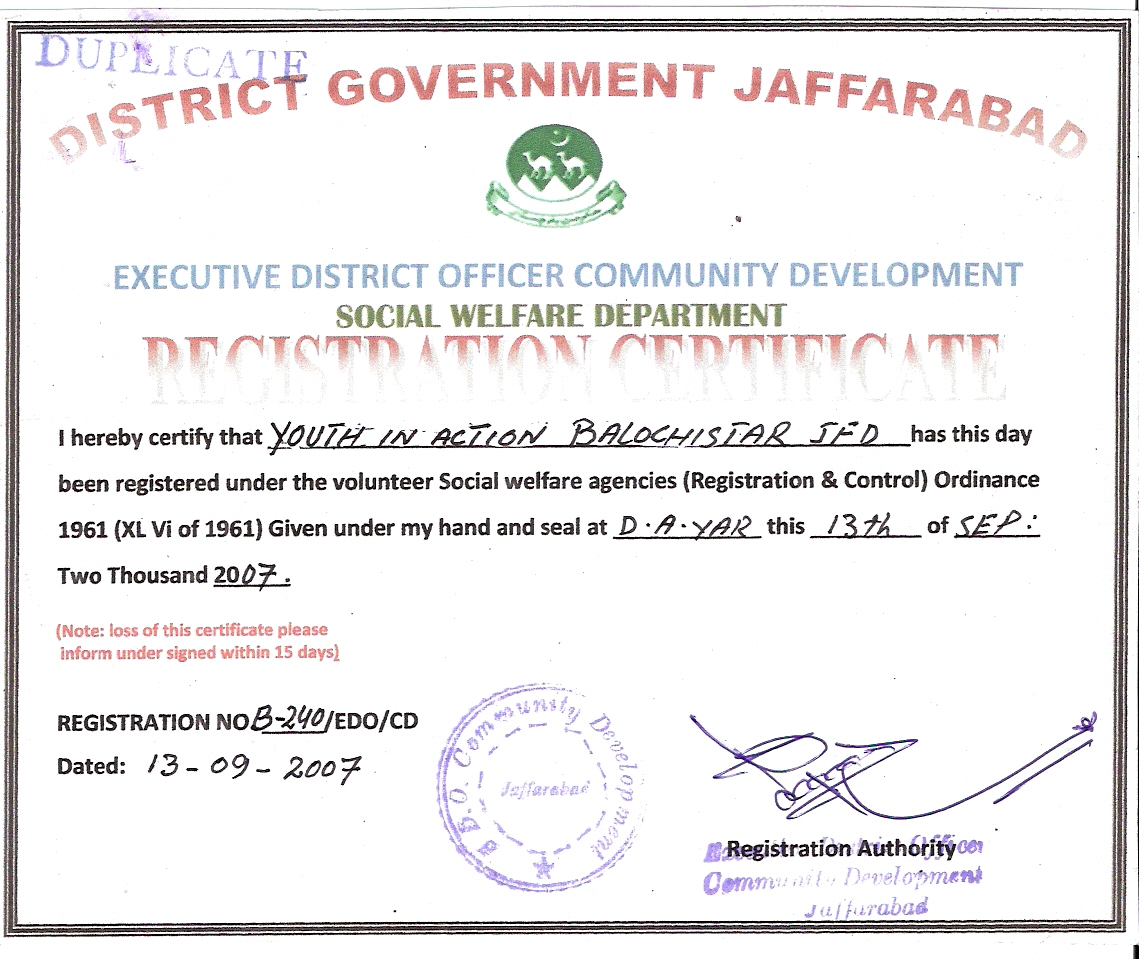 DUPLICATE
DISTRICT GOVERNMENT JAFFARABAD
EXECUTIVE DISTRICT OFFICER COMMUNITY DEVELOPMENT
SOCIAL WELFARE DEPARTMENT
REGISTRATION CERTIFICATE
I hereby certify that YOUTH IN ACTION BALOCHISTAR JFD has this day
been registered under the volunteer Social welfare agencies (Registration & Control) Ordinance
1961 (XL Vi of 1961) Given under my hand and seal at D.A.YAR this 13th of SEP:
Two Thousand 2007.
(Note: loss of this certificate please
inform under signed within 15 days)
REGISTRATION NO B-240/EDO/CD
Dated: 13-09-2007
Community Development
Jaffarabad
Registration Authority
District Officer
Community Development
Jaffarabad